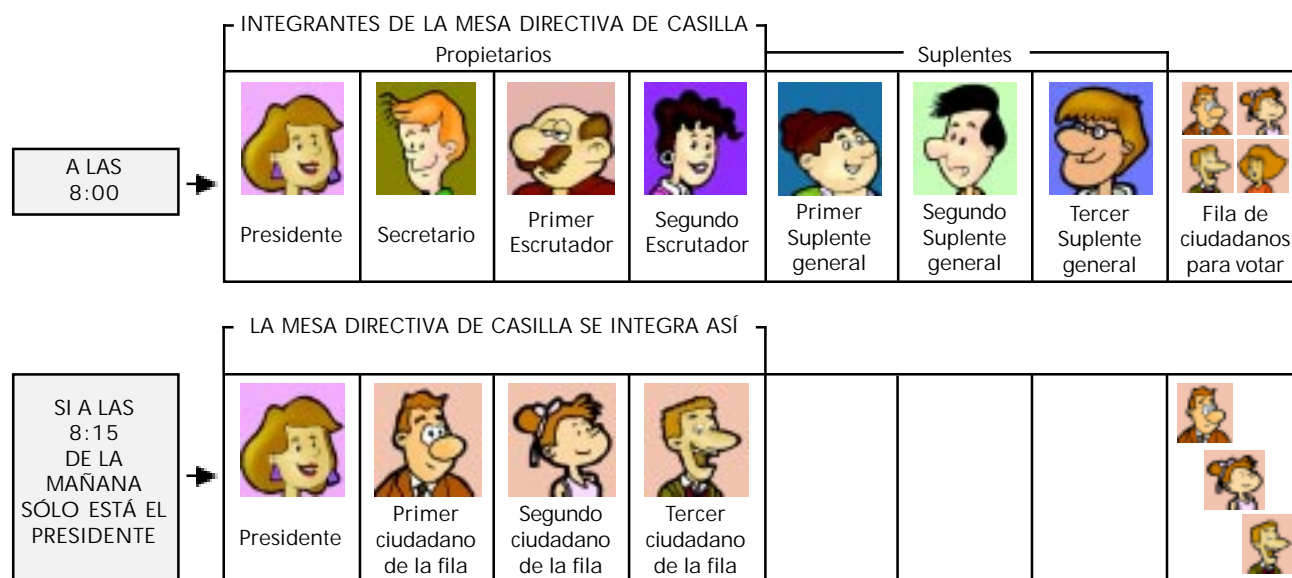 INTEGRANTES DE LA MESA DIRECTIVA DE CASILLA
Propietarios
Suplentes
A LAS
8:00
Presidente
Secretario
Primer
Escrutador
Segundo
Escrutador
Primer
Suplente
general
Segundo
Suplente
general
Tercer
Suplente
general
Fila de
ciudadanos
para votar
LA MESA DIRECTIVA DE CASILLA SE INTEGRA ASÍ
SI A LAS
8:15
DE LA
MAÑANA
SÓLO ESTÁ EL
PRESIDENTE
Presidente
Primer
ciudadano
de la fila
Segundo
ciudadano
de la fila
Tercer
ciudadano
de la fila